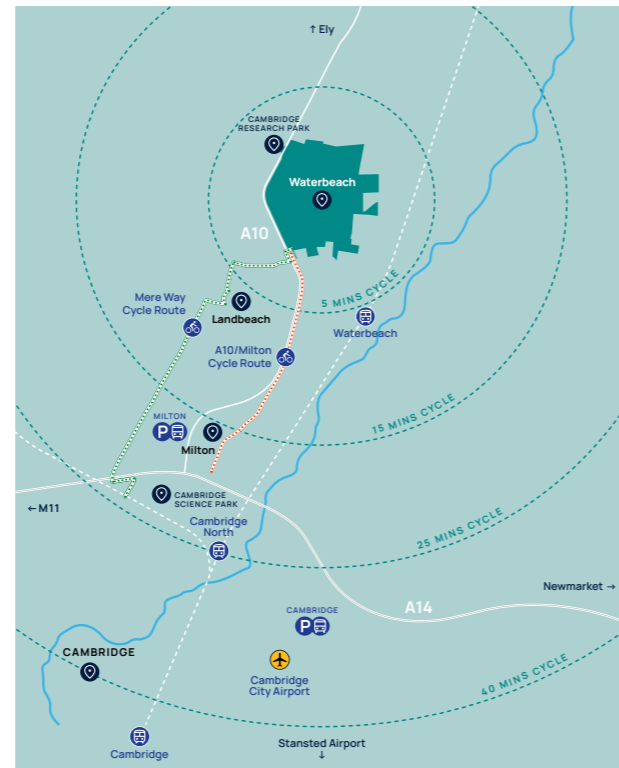 ↑ Ely
CAMBRIDGE
RESEARCH PARK
Waterbeach
A10
5 MINS CYCLE
Mere Way
Cycle Route
Landbeach
Waterbeach
A10/Milton
Cycle Route
MILTON
P
Milton
15 MINS CYCLE
CAMBRIDGE
SCIENCE PARK
←M11
Cambridge
North
25 MINS CYCLE
Newmarket →
A14
CAMBRIDGE
P
CAMBRIDGE
Cambridge
City Airport
40 MINS CYCLE
Cambridge
Stansted Airport
↓